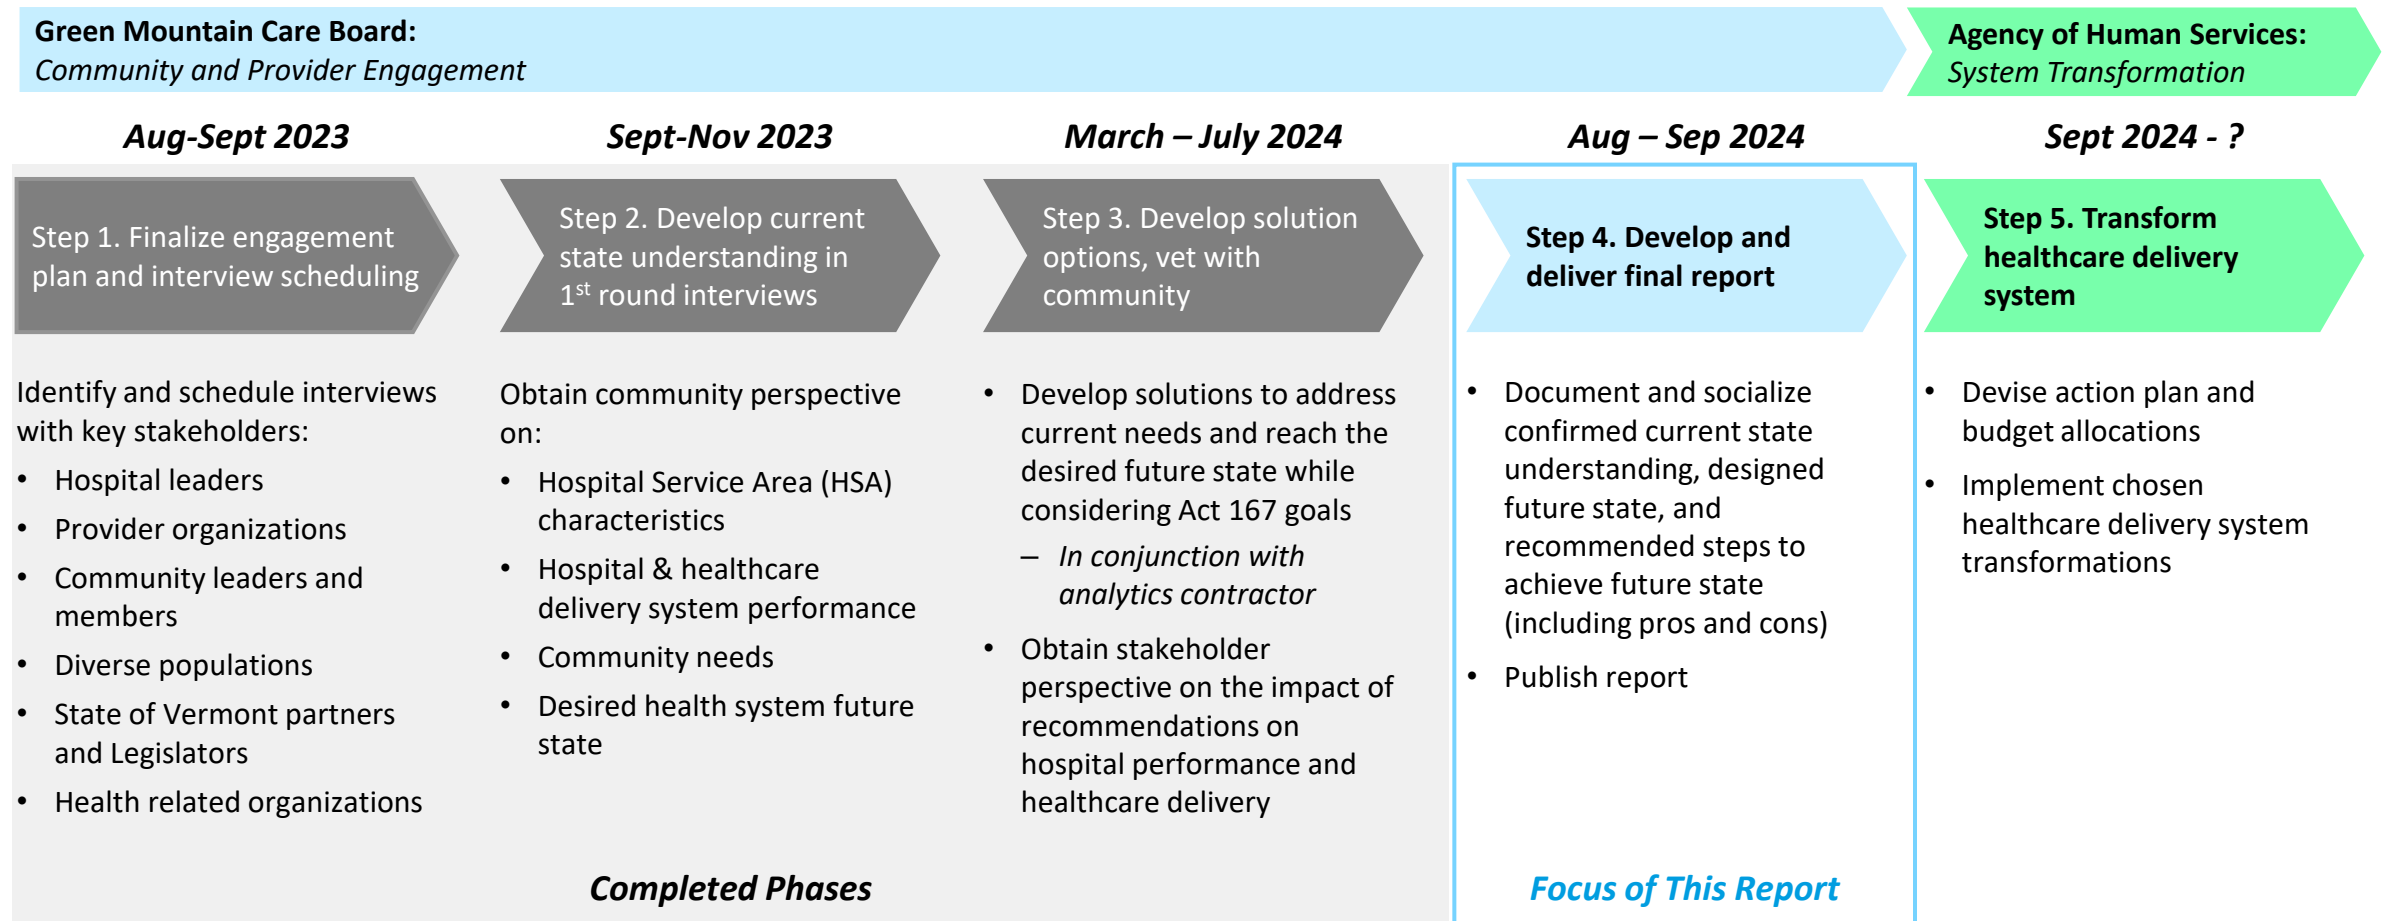 Green Mountain Care Board:
Community and Provider Engagement
Agency of Human Services:
System Transformation
Aug-Sept 2023
Sept-Nov 2023
March – July 2024
Aug – Sep 2024
Sept 2024 - ?
Step 1. Finalize engagement
plan and interview scheduling
Step 2. Develop current
state understanding in
1st round interviews
Step 3. Develop solution
options, vet with
community
Step 4. Develop and
deliver final report
Step 5. Transform
healthcare delivery
system
Identify and schedule interviews
with key stakeholders:
• Hospital leaders
• Provider organizations
• Community leaders and
members
• Diverse populations
• State of Vermont partners
and Legislators
• Health related organizations
Obtain community perspective
on:
• Hospital Service Area (HSA)
characteristics
• Hospital & healthcare
delivery system performance
• Community needs
• Desired health system future
state
• Develop solutions to address
current needs and reach the
desired future state while
considering Act 167 goals
– In conjunction with
analytics contractor
• Obtain stakeholder
perspective on the impact of
recommendations on
hospital performance and
healthcare delivery
• Document and socialize
confirmed current state
understanding, designed
future state, and
recommended steps to
achieve future state
(including pros and cons)
• Publish report
• Devise action plan and
budget allocations
• Implement chosen
healthcare delivery system
transformations
Completed Phases
Focus of This Report